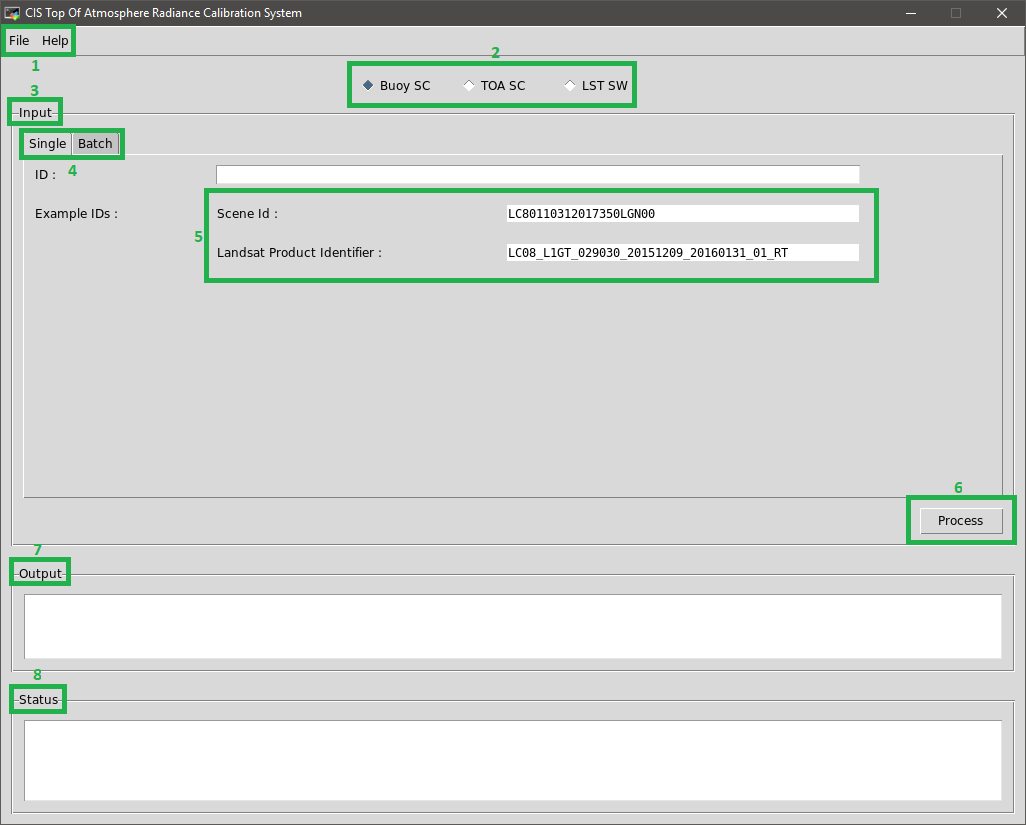 CIS Top Of Atmosphere Radiance Calibration System
File Help
1
2
Buoy SC TOA SC LST SW
3
Input
Single Batch
4
ID :
Example IDs :
5
Scene Id : LC80110312017350LGN00
Landsat Product Identifier : LC08_L1GT_029030_20151209_20160131_01_RT
6
Process
7
Output
8
Status